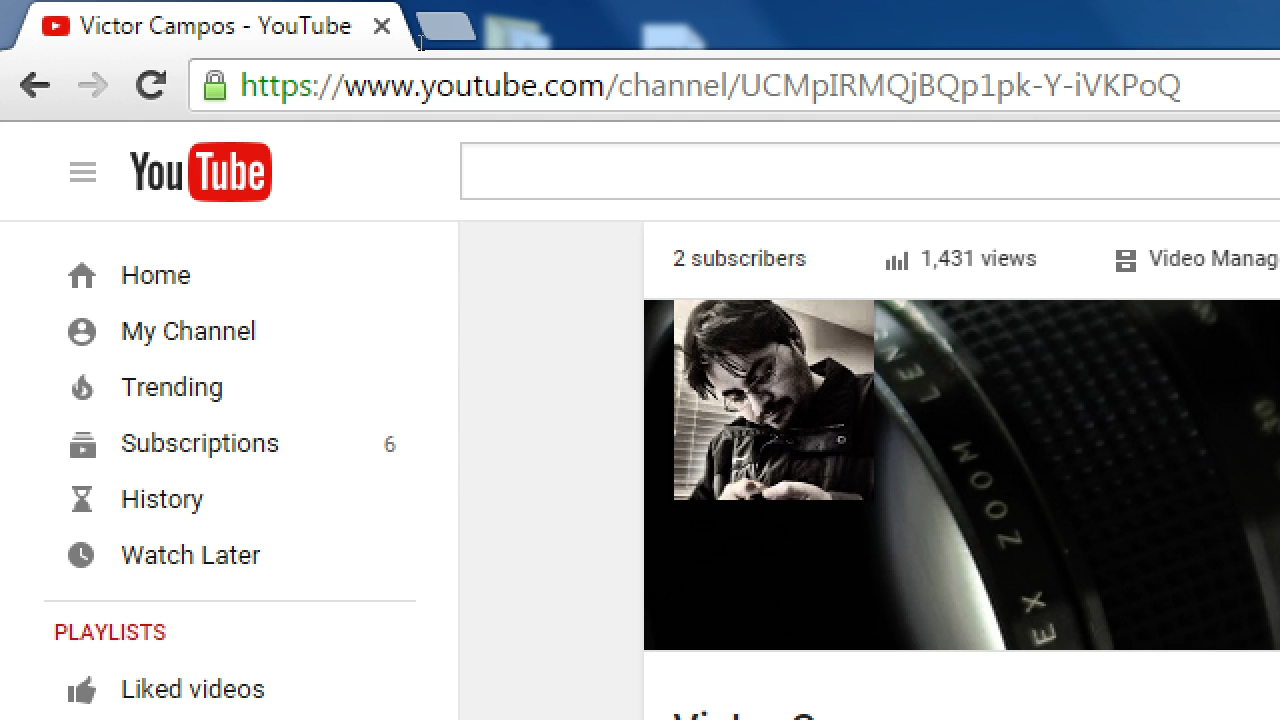 Victor Campos - YouTube
https://www.youtube.com/channel/UCMpIRMQjBQp1pk-Y-iVKPoQ
YouTube
2 subscribers
1,431 views
Video Manag
Home
My Channel
Trending
Subscriptions 6
History
Watch Later
PLAYLISTS
Liked videos
LENS
ZOOM
EX